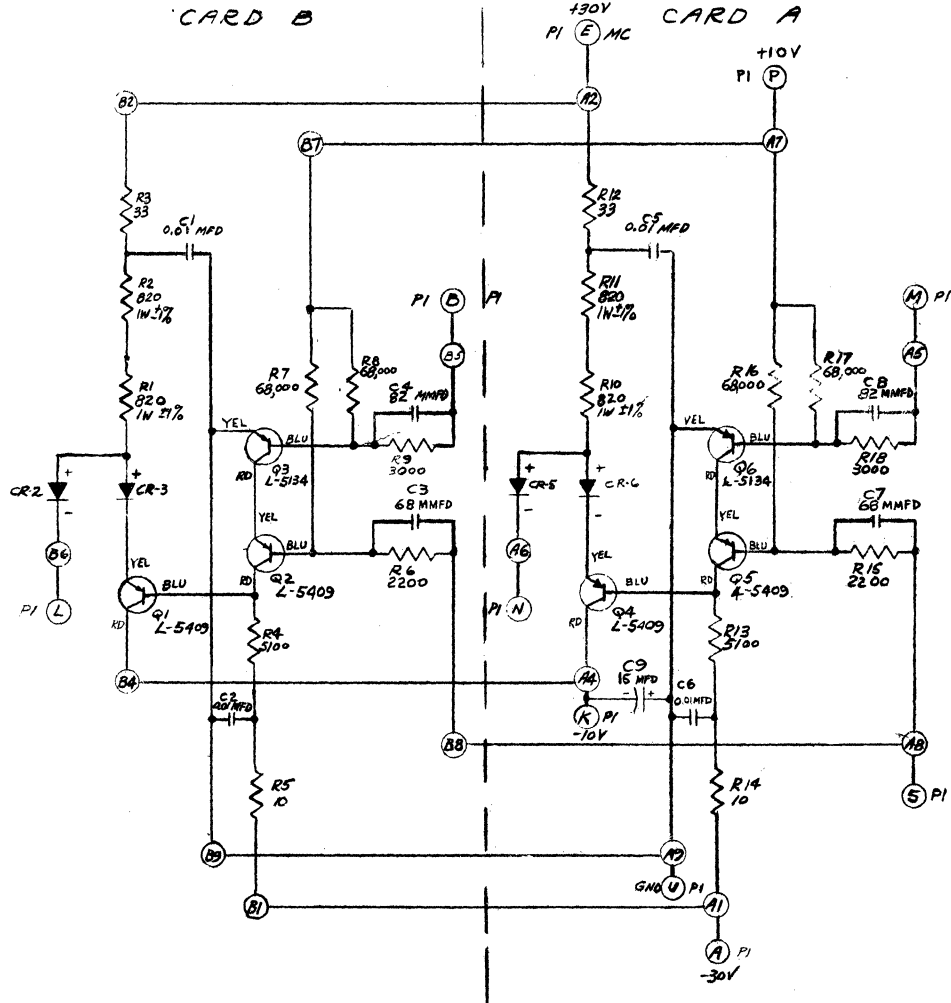 CARD B
CARD A
+30V
P1 E MC
+10V
P1 P
B2
A2
B7
A7
R3
33
C1
0.01 MFD
R12
33
C5
0.01 MFD
R2
820
1W ±1%
P1 B P1
R11
820
1W ±1%
M P1
B5
A5
R1
820
1W ±1%
R7
68,000
R8
68,000
C4
82 MMFD
R10
820
1W ±1%
R16
68,000
R17
68,000
C8
82 MMFD
YEL
BLU
R9
3000
YEL
BLU
R18
3000
RD
Q3
L-5134
RD
Q6
L-5134
+
CR-2
-
+
CR-3
C3
68 MMFD
+
CR-5
-
+
CR-6
-
C7
68 MMFD
YEL
BLU
YEL
BLU
B6
A6
YEL
RD
Q2
L-5409
R6
2200
YEL
RD
Q5
L-5409
R15
2200
P1 L
BLU
P1 N
BLU
RD
Q1
L-5409
R4
5100
RD
Q4
L-5409
R13
5100
B4
A4
C9
15 MFD
- +
C2
0.01 MFD
C6
0.01MFD
K P1
-10V
B8
A8
R5
10
R14
10
S P1
B9
A9
GND U P1
B1
A1
A P1
-30V